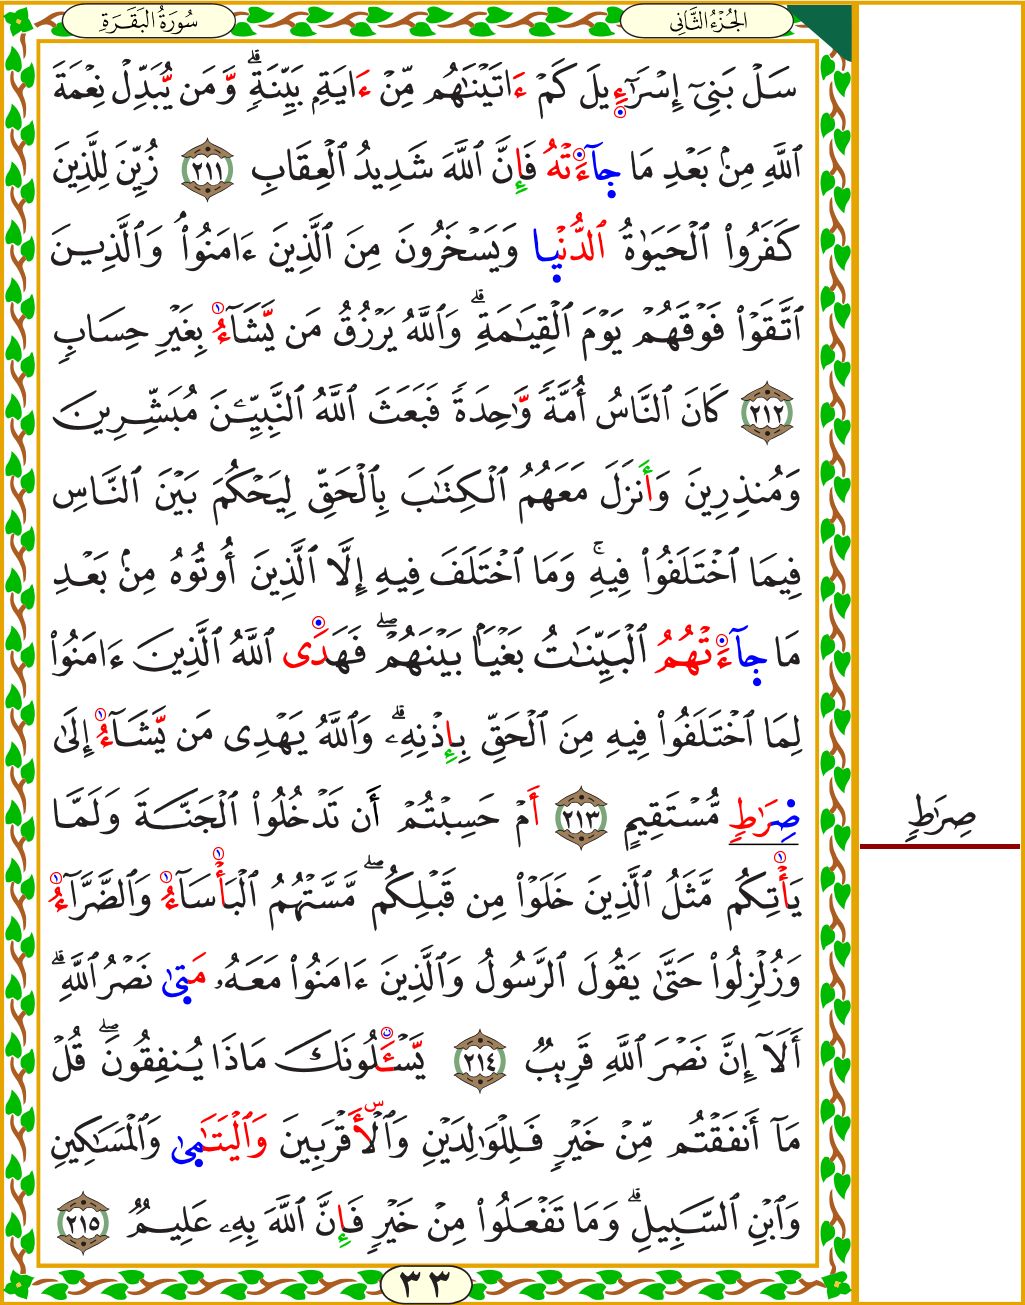 الجُزْءُ الثَّانِى
سُورَةُ البَقَرَةِ
سَلْ بَنِىٓ إِسْرَٰٓءِيلَ كَمْ ءَاتَيْنَٰهُم مِّنْ ءَايَةِۭ بَيِّنَةٍۗ وَمَن يُبَدِّلْ نِعْمَةَ
ٱللَّهِ مِنۢ بَعْدِ مَا جَآءَتْهُ فَإِنَّ ٱللَّهَ شَدِيدُ ٱلْعِقَابِ ٢١١ زُيِّنَ لِلَّذِينَ
كَفَرُوا۟ ٱلْحَيَوٰةُ ٱلدُّنْيَا وَيَسْخَرُونَ مِنَ ٱلَّذِينَ ءَامَنُوا۟ۘ وَٱلَّذِينَ
ٱتَّقَوْا۟ فَوْقَهُمْ يَوْمَ ٱلْقِيَٰمَةِۗ وَٱللَّهُ يَرْزُقُ مَن يَّشَآءُ بِغَيْرِ حِسَابٍ
٢١٢ كَانَ ٱلنَّاسُ أُمَّةً وَّٰحِدَةً فَبَعَثَ ٱللَّهُ ٱلنَّبِيِّـۧنَ مُبَشِّرِينَ
وَمُنذِرِينَ وَأَنزَلَ مَعَهُمُ ٱلْكِتَٰبَ بِٱلْحَقِّ لِيَحْكُمَ بَيْنَ ٱلنَّاسِ
فِيمَا ٱخْتَلَفُوا۟ فِيهِۚ وَمَا ٱخْتَلَفَ فِيهِ إِلَّا ٱلَّذِينَ أُوتُوهُ مِنۢ بَعْدِ
مَا جَآءَتْهُمُ ٱلْبَيِّنَٰتُ بَغْيَۢا بَيْنَهُمْۖ فَهَدَى ٱللَّهُ ٱلَّذِينَ ءَامَنُوا۟
لِمَا ٱخْتَلَفُوا۟ فِيهِ مِنَ ٱلْحَقِّ بِإِذْنِهِۦۗ وَٱللَّهُ يَهْدِى مَن يَّشَآءُ إِلَىٰ
صِرَٰطٍ مُّسْتَقِيمٍ ٢١٣ أَمْ حَسِبْتُمْ أَن تَدْخُلُوا۟ ٱلْجَنَّةَ وَلَمَّا
صِرَٰطٍ
يَأْتِكُم مَّثَلُ ٱلَّذِينَ خَلَوْا۟ مِن قَبْلِكُمۖ مَّسَّتْهُمُ ٱلْبَأْسَآءُ وَٱلضَّرَّآءُ
وَزُلْزِلُوا۟ حَتَّىٰ يَقُولَ ٱلرَّسُولُ وَٱلَّذِينَ ءَامَنُوا۟ مَعَهُۥ مَتَىٰ نَصْرُ ٱللَّهِۗ
أَلَآ إِنَّ نَصْرَ ٱللَّهِ قَرِيبٌ ٢١٤ يَسْـَٔلُونَكَ مَاذَا يُنفِقُونَۖ قُلْ
مَآ أَنفَقْتُم مِّنْ خَيْرٍ فَلِلْوَٰلِدَيْنِ وَٱلْأَقْرَبِينَ وَٱلْيَتَٰمَىٰ وَٱلْمَسَٰكِينِ
وَٱبْنِ ٱلسَّبِيلِۗ وَمَا تَفْعَلُوا۟ مِنْ خَيْرٍ فَإِنَّ ٱللَّهَ بِهِۦ عَلِيمٌ ٢١٥
٣٣